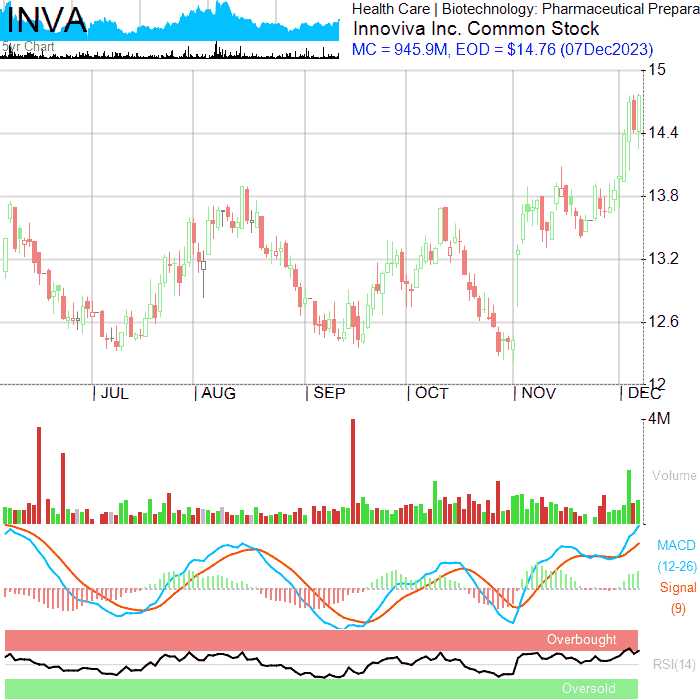 INVA
5yr Chart
Health Care | Biotechnology: Pharmaceutical Prepara
Innoviva Inc. Common Stock
MC = 945.9M, EOD = $14.76 (07Dec2023)
15
14.4
13.8
13.2
12.6
12
JUL AUG SEP OCT NOV DEC
4M
Volume
MACD
(12-26)
Signal
(9)
Overbought
RSI(14)
Oversold